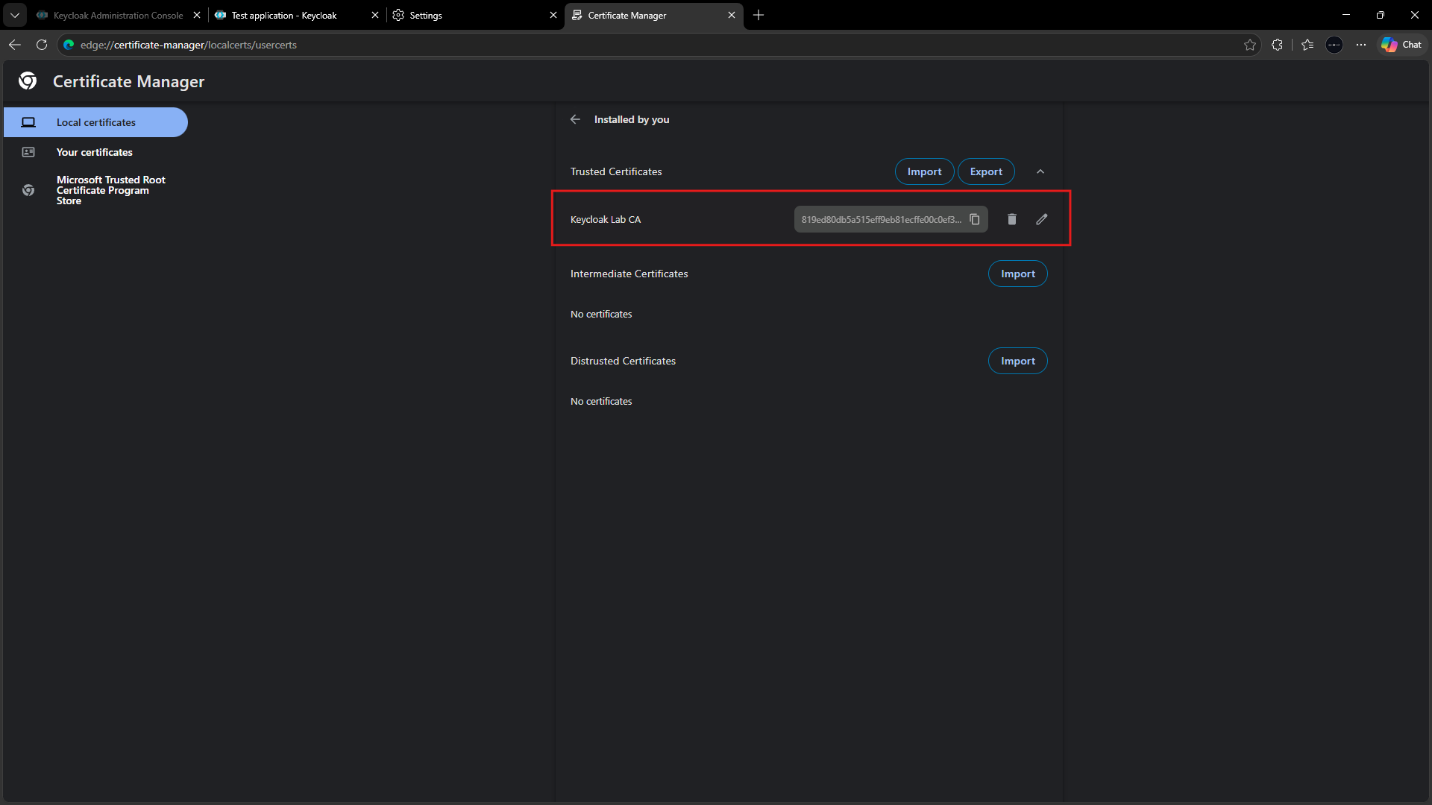 Keycloak Administration Console
Test application - Keycloak
Settings
Certificate Manager
edge://certificate-manager/localcerts/usercerts
Chat
Certificate Manager
Local certificates
Your certificates
Microsoft Trusted Root
Certificate Program
Store
Installed by you
Trusted Certificates
Import
Export
Keycloak Lab CA
819ed80db5a515eff9eb81ecffe00c0ef3...
Intermediate Certificates
Import
No certificates
Distrusted Certificates
Import
No certificates